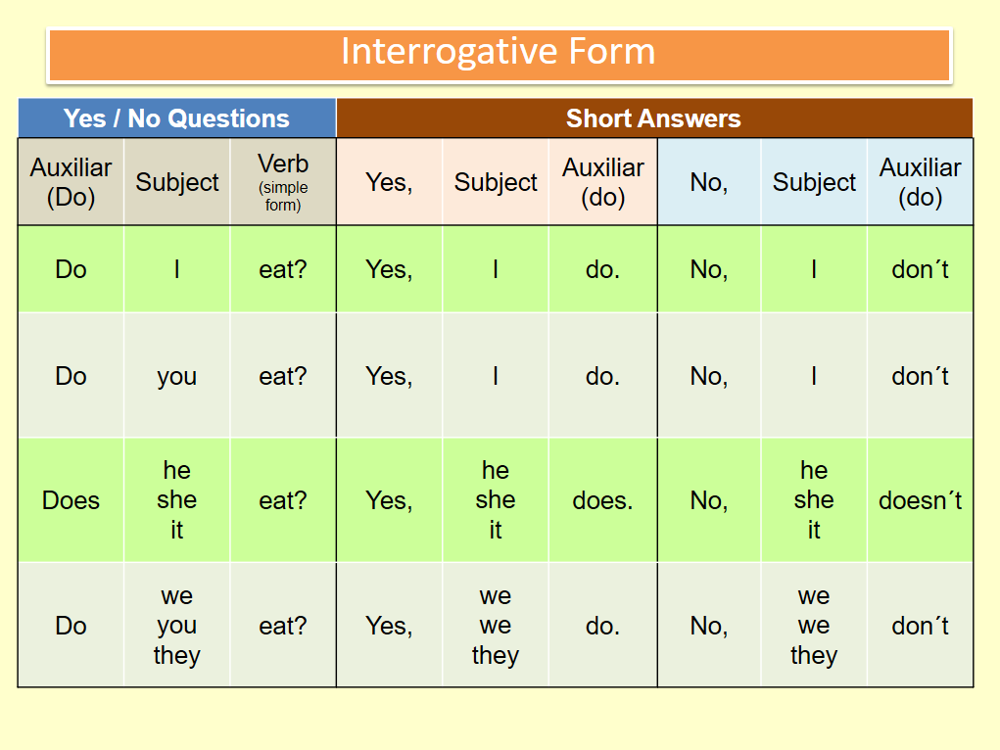 Interrogative Form
Yes / No Questions Short Answers
Auxiliar (Do) Subject Verb (simple form) Yes, Subject Auxiliar (do) No, Subject Auxiliar (do)
Do I eat? Yes, I do. No, I don´t
Do you eat? Yes, I do. No, I don´t
Does he she it eat? Yes, he she it does. No, he she it doesn´t
Do we you they eat? Yes, we we they do. No, we we they don´t